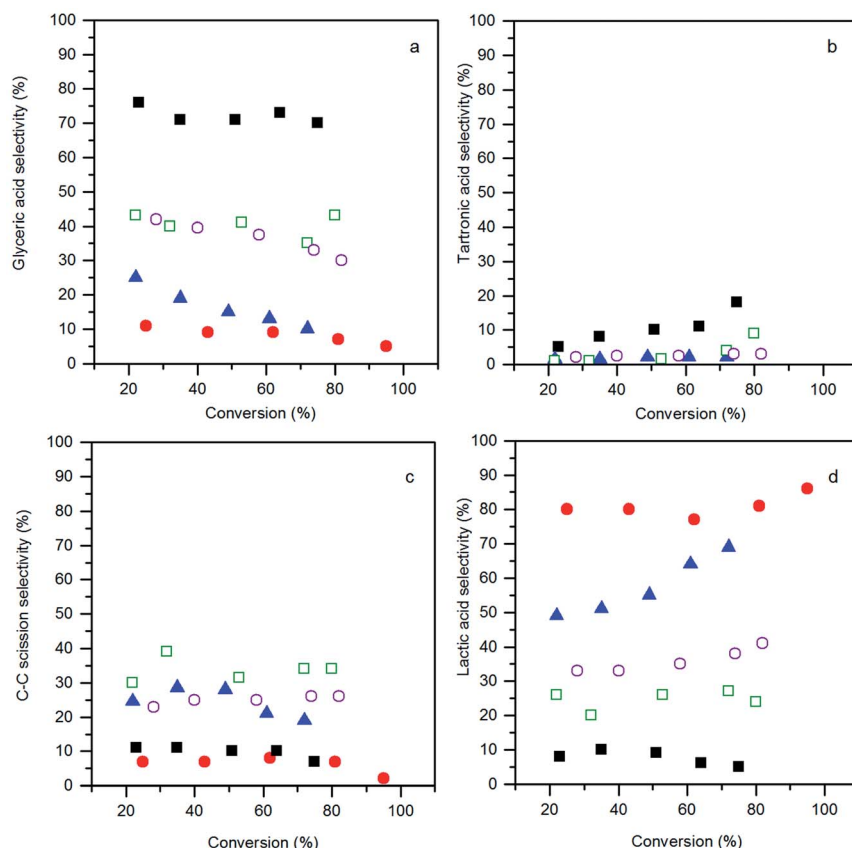 a
Glyceric acid selectivity (%)
100
90
80
70
60
50
40
30
20
10
0
20 40 60 80 100
Conversion (%)
b
Tartronic acid selectivity (%)
100
90
80
70
60
50
40
30
20
10
0
20 40 60 80 100
Conversion (%)
c
C-C scission selectivity (%)
100
90
80
70
60
50
40
30
20
10
0
20 40 60 80 100
Conversion (%)
d
Lactic acid selectivity (%)
100
90
80
70
60
50
40
30
20
10
0
20 40 60 80 100
Conversion (%)